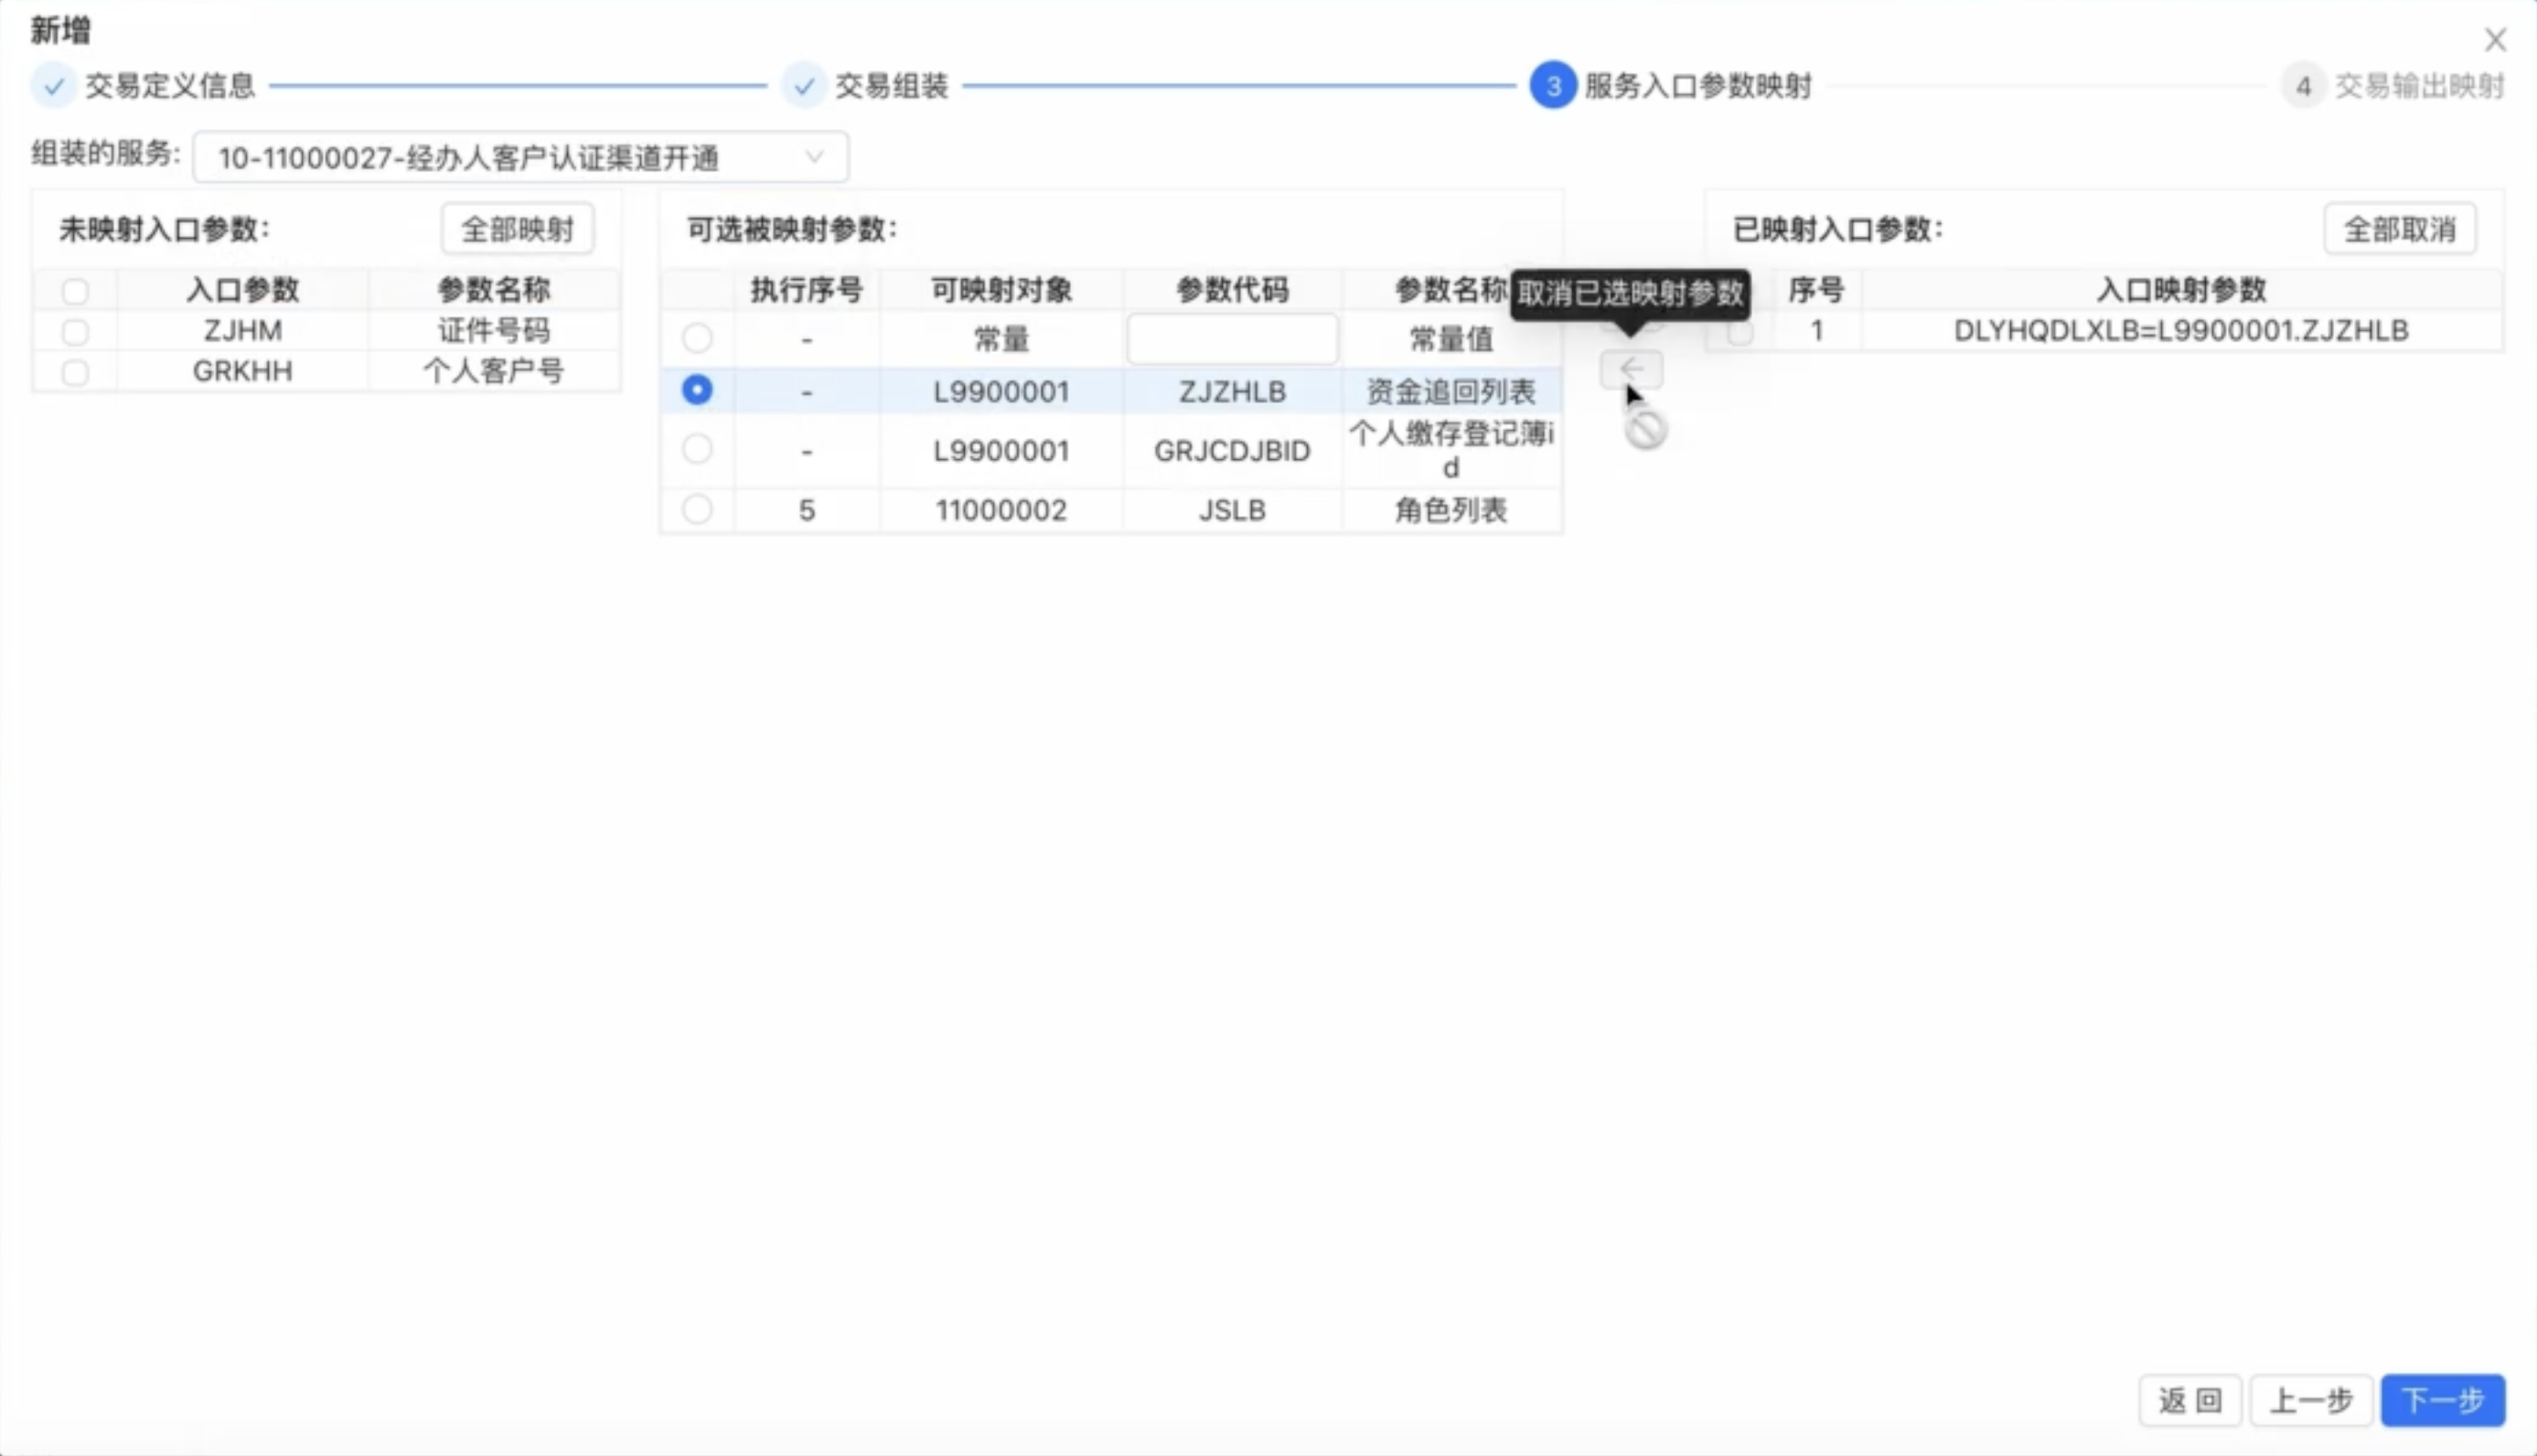 新增
交易定义信息
交易组装
3 服务入口参数映射
4 交易输出映射
组装的服务: 10-11000027-经办人客户认证渠道开通
未映射入口参数: 全部映射
入口参数 参数名称
ZJHM 证件号码
GRKHH 个人客户号
可选被映射参数:
执行序号 可映射对象 参数代码 参数名称
- 常量 常量值
- L9900001 ZJZHLB 资金追回列表
- L9900001 GRJCDJBID 个人缴存登记簿i
d
5 11000002 JSLB 角色列表
取消已选映射参数
已映射入口参数: 全部取消
序号 入口映射参数
1 DLYHQDLXLB=L9900001.ZJZHLB
返 回 上一步 下一步